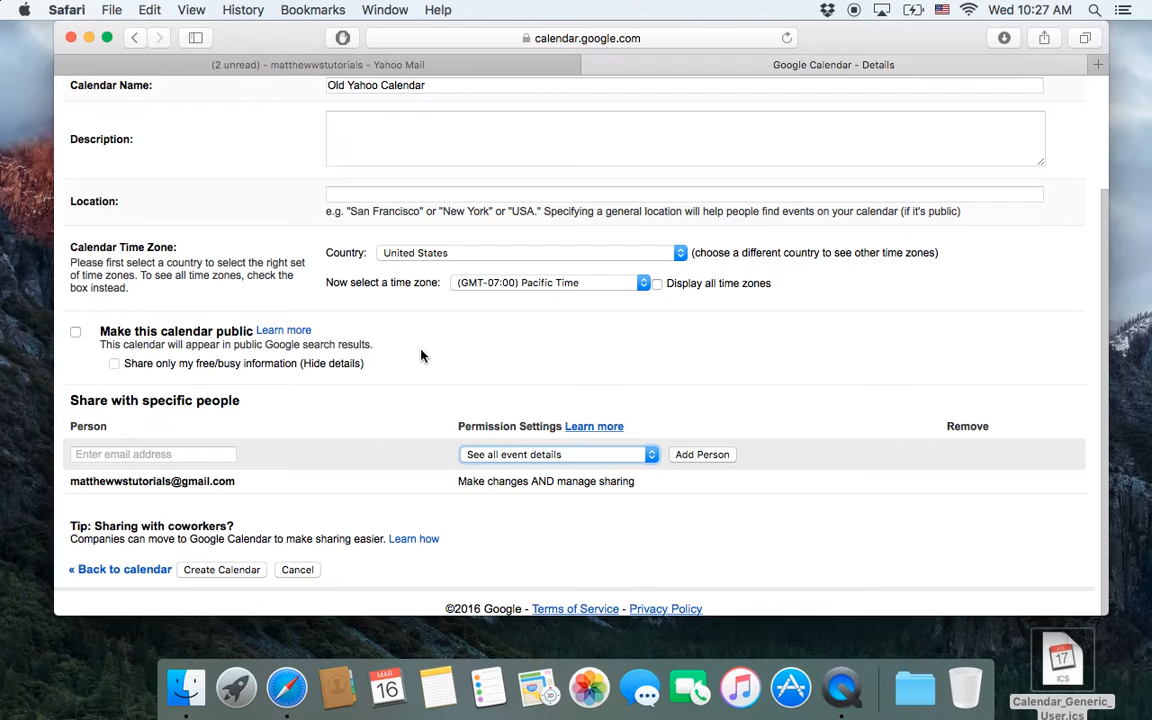 Safari File Edit View History Bookmarks Window Help Wed 10:27 AM
calendar.google.com
(2 unread) - matthewwstutorials - Yahoo Mail Google Calendar - Details
Calendar Name: Old Yahoo Calendar
Description:
Location:
e.g. "San Francisco" or "New York" or "USA." Specifying a general location will help people find events on your calendar (if it's public)
Calendar Time Zone:
Please first select a country to select the right set of time zones. To see all time zones, check the box instead.
Country: United States (choose a different country to see other time zones)
Now select a time zone: (GMT-07:00) Pacific Time Display all time zones
Make this calendar public Learn more
This calendar will appear in public Google search results.
Share only my free/busy information (Hide details)
Share with specific people
Person Permission Settings Learn more Remove
Enter email address See all event details Add Person
matthewwstutorials@gmail.com Make changes AND manage sharing
Tip: Sharing with coworkers?
Companies can move to Google Calendar to make sharing easier. Learn how
« Back to calendar Create Calendar Cancel
©2016 Google - Terms of Service - Privacy Policy
MAR
16
3D
17
ICS
Calendar_Generic_
User.ics